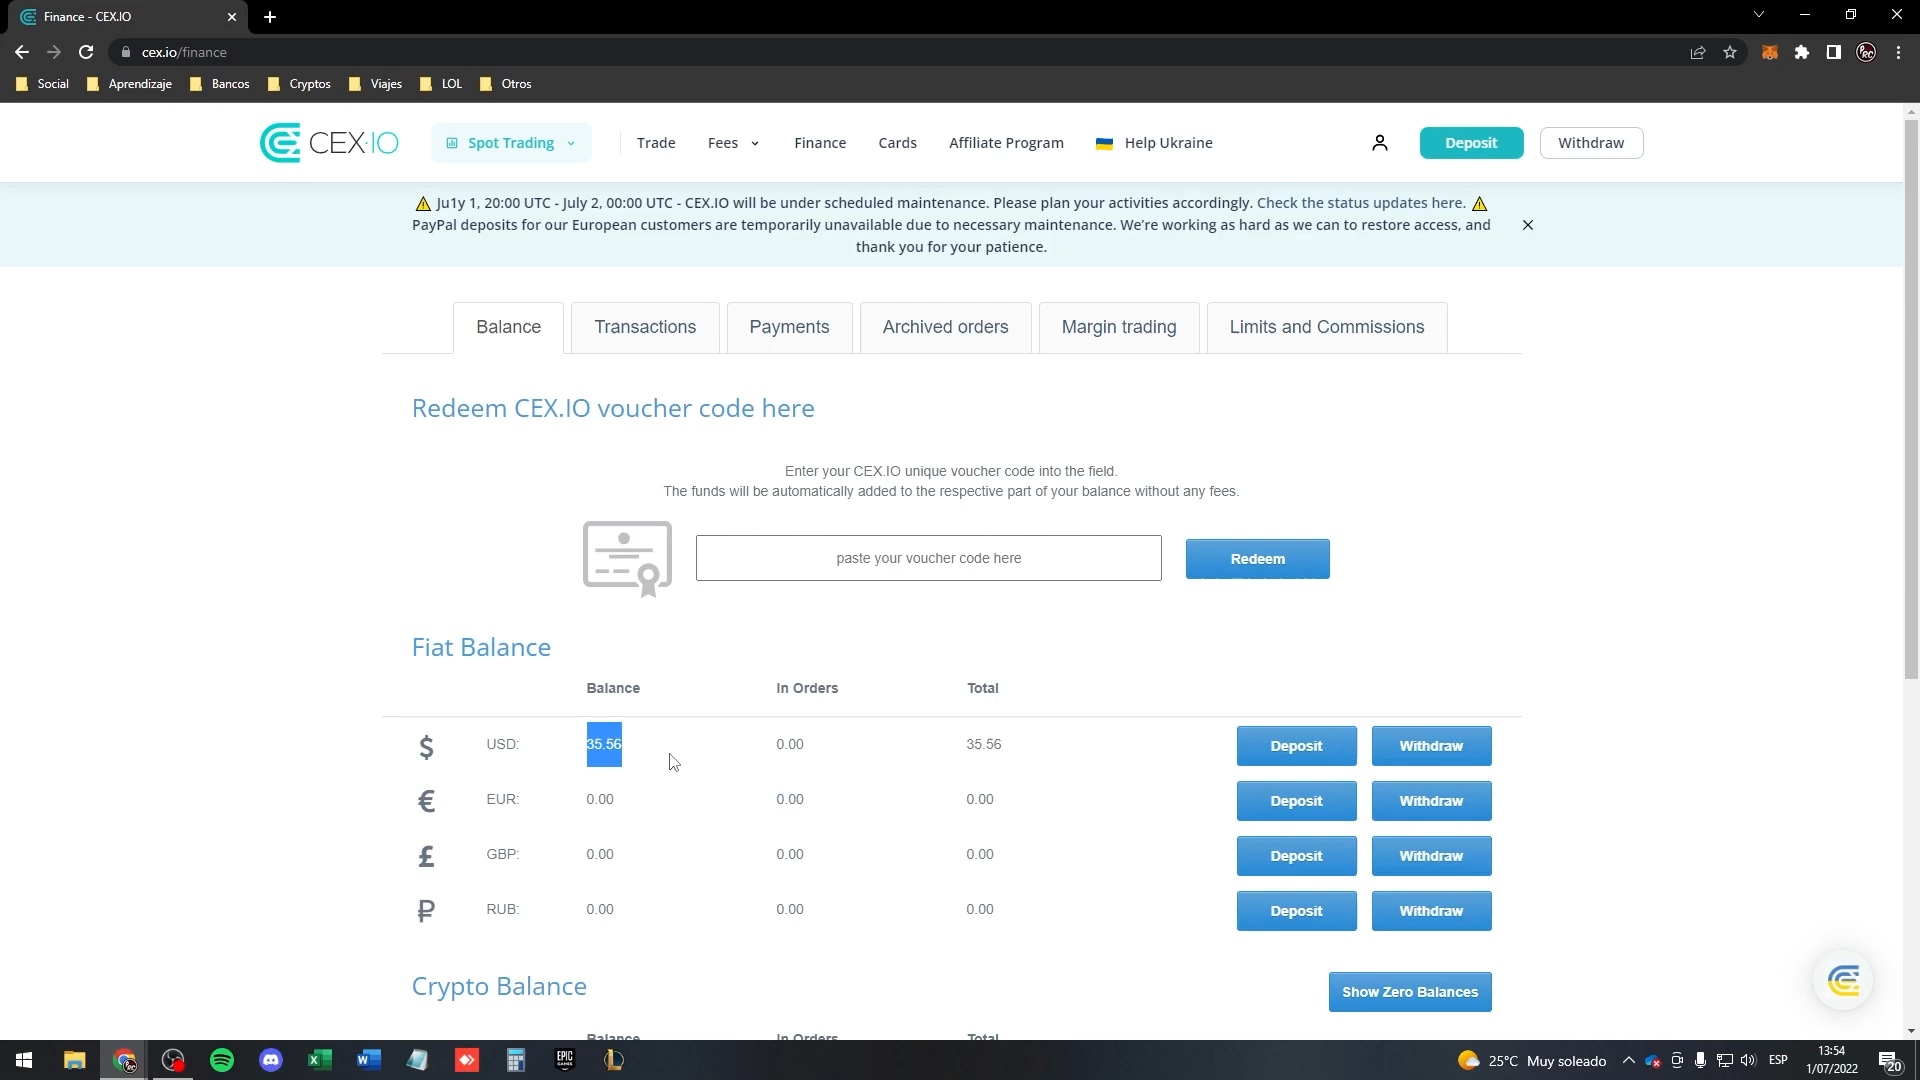 Finance - CEX.IO
cex.io/finance
Social Aprendizaje Bancos Cryptos Viajes LOL Otros
CEX.IO Spot Trading Trade Fees Finance Cards Affiliate Program Help Ukraine Deposit Withdraw
Ju1y 1, 20:00 UTC - July 2, 00:00 UTC - CEX.IO will be under scheduled maintenance. Please plan your activities accordingly. Check the status updates here.
PayPal deposits for our European customers are temporarily unavailable due to necessary maintenance. We're working as hard as we can to restore access, and
thank you for your patience.
Balance Transactions Payments Archived orders Margin trading Limits and Commissions
Redeem CEX.IO voucher code here
Enter your CEX.IO unique voucher code into the field.
The funds will be automatically added to the respective part of your balance without any fees.
paste your voucher code here Redeem
Fiat Balance
Balance In Orders Total
$ USD: 35.56 0.00 35.56 Deposit Withdraw
€ EUR: 0.00 0.00 0.00 Deposit Withdraw
£ GBP: 0.00 0.00 0.00 Deposit Withdraw
₽ RUB: 0.00 0.00 0.00 Deposit Withdraw
Crypto Balance Show Zero Balances
Balance In Orders Total
25°C Muy soleado ESP 13:54
1/07/2022 20
EPIC GAMES